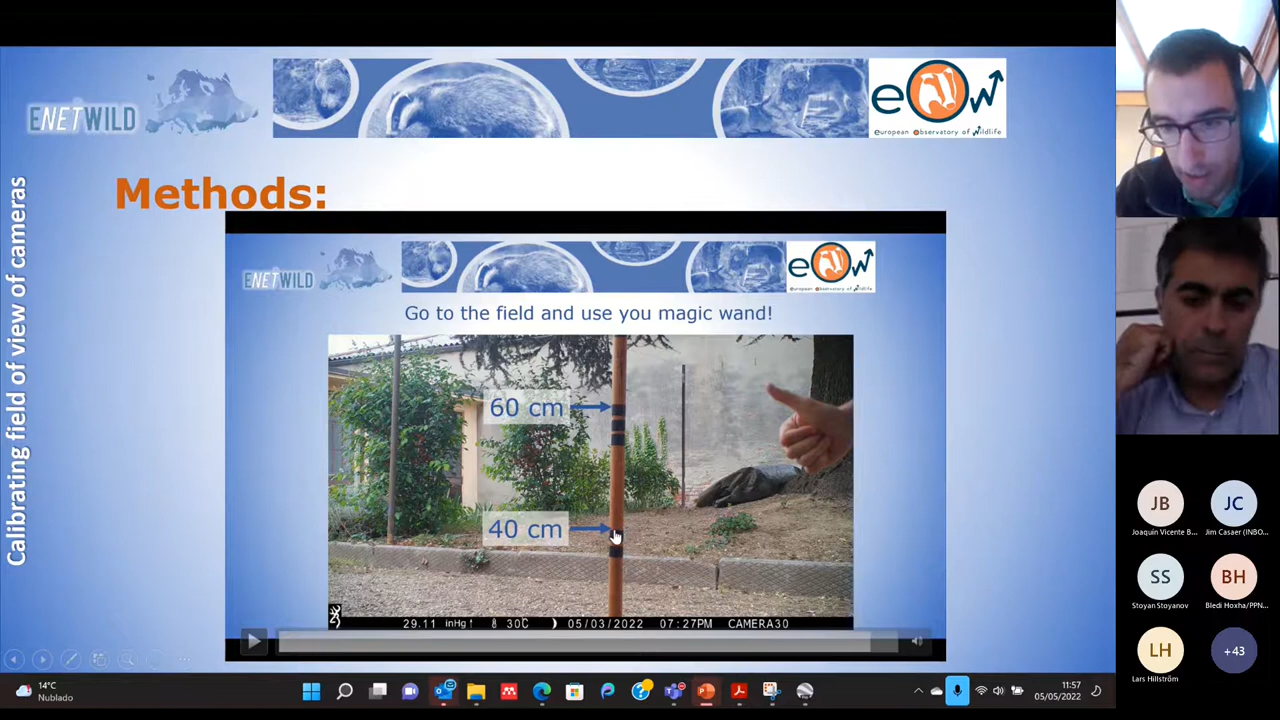 ENETWILD
eow
european observatory of wildlife
Methods:
Calibrating field of view of cameras
ENETWILD
eow
Go to the field and use you magic wand!
60 cm
40 cm
29.11 inHg 30C 05/03/2022 07:27PM CAMERA30
JB
JC
Joaquín Vicente B...
Jim Casaer (INBO...
SS
BH
Stoyan Stoyanov
Bledi Hoxha/PPN...
LH
+43
Lars Hillström
14°C
Nublado
11:57
05/05/2022